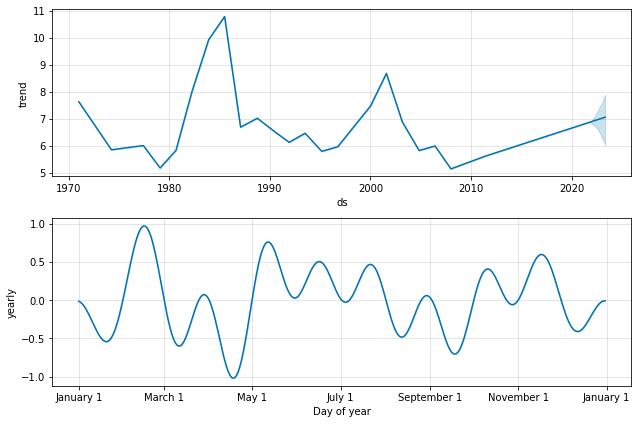 11
10
9
8
7
6
5
trend
1970 1980 1990 2000 2010 2020
ds
1.0
0.5
0.0
−0.5
−1.0
yearly
January 1 March 1 May 1 July 1 September 1 November 1 January 1
Day of year